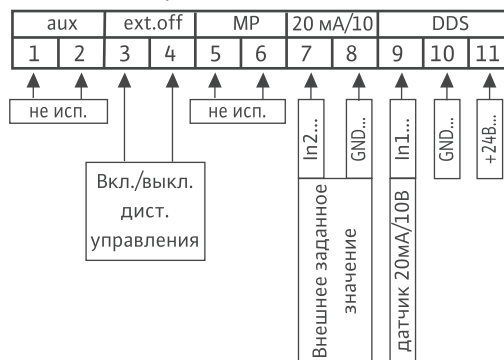 aux ext.off MP 20 мА/10 DDS
1 2 3 4 5 6 7 8 9 10 11
не исп.
не исп.
In2...
GND...
In1...
GND...
+24В...
Вкл./выкл.
дист.
управления
Внешнее заданное
значение
датчик 20мА/10В